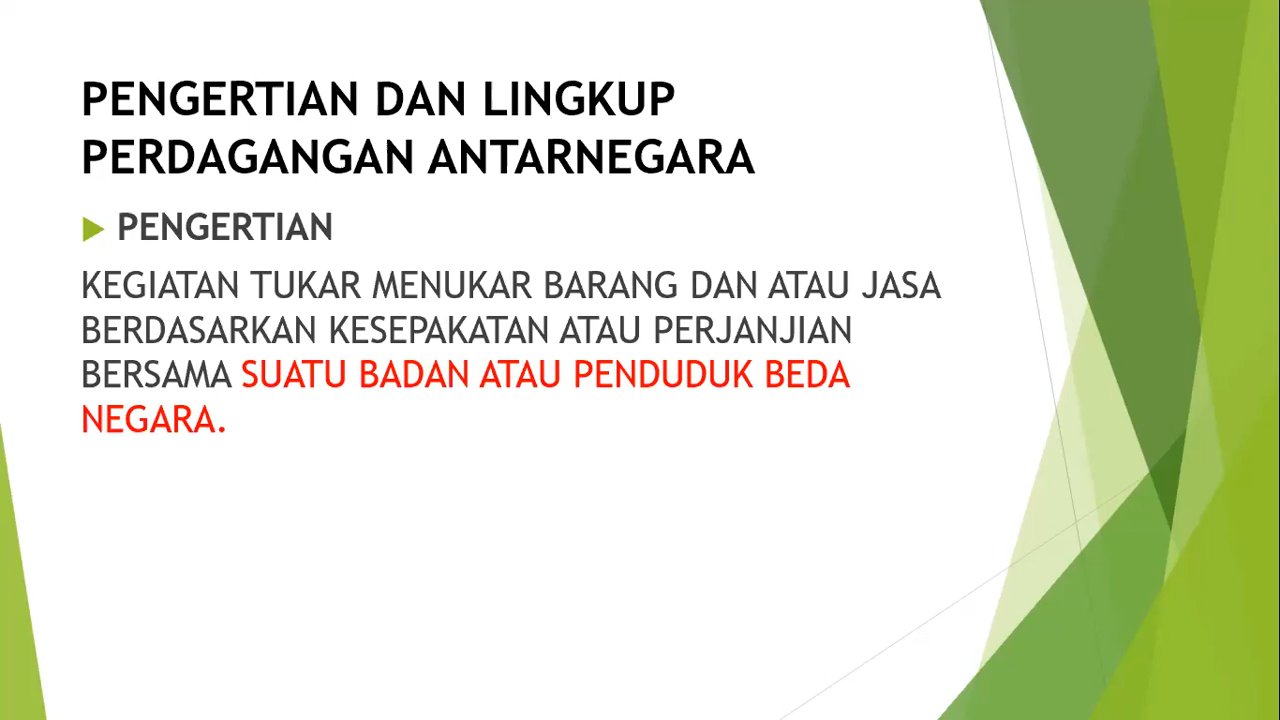 PENGERTIAN DAN LINGKUP
PERDAGANGAN ANTARNEGARA
PENGERTIAN
KEGIATAN TUKAR MENUKAR BARANG DAN ATAU JASA
BERDASARKAN KESEPAKATAN ATAU PERJANJIAN
BERSAMA SUATU BADAN ATAU PENDUDUK BEDA
NEGARA.